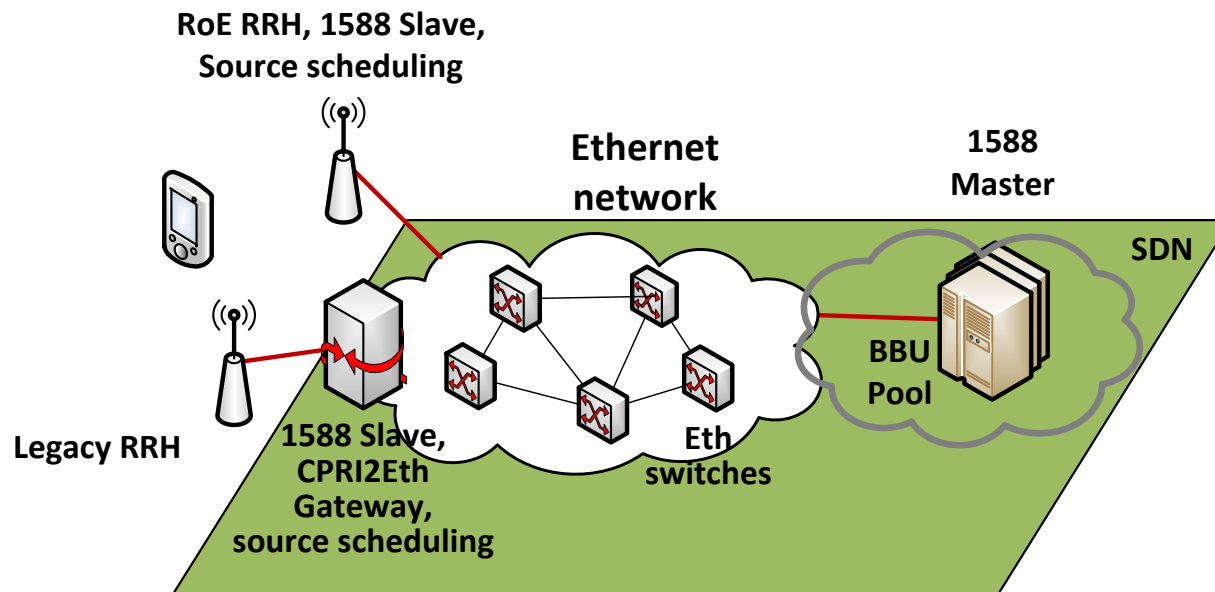 RoE RRH, 1588 Slave,
Source scheduling
Ethernet
network
1588
Master
SDN
BBU
Pool
Legacy RRH
1588 Slave,
CPRI2Eth
Gateway,
source scheduling
Eth
switches